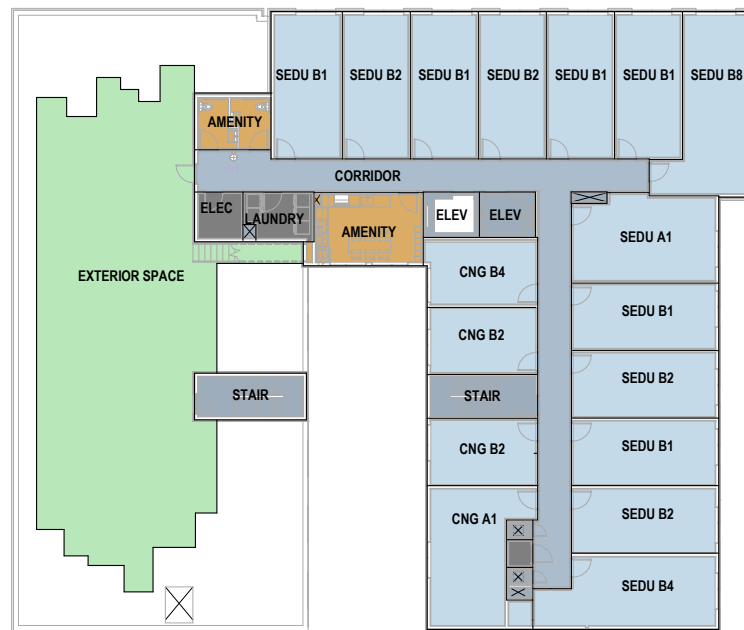 SEDU B1
SEDU B2
SEDU B1
SEDU B2
SEDU B1
SEDU B1
SEDU B8
AMENITY
CORRIDOR
ELEC
LAUNDRY
AMENITY
ELEV
ELEV
SEDU A1
EXTERIOR SPACE
CNG B4
SEDU B1
CNG B2
SEDU B2
STAIR
STAIR
SEDU B1
CNG B2
SEDU B2
CNG A1
SEDU B4